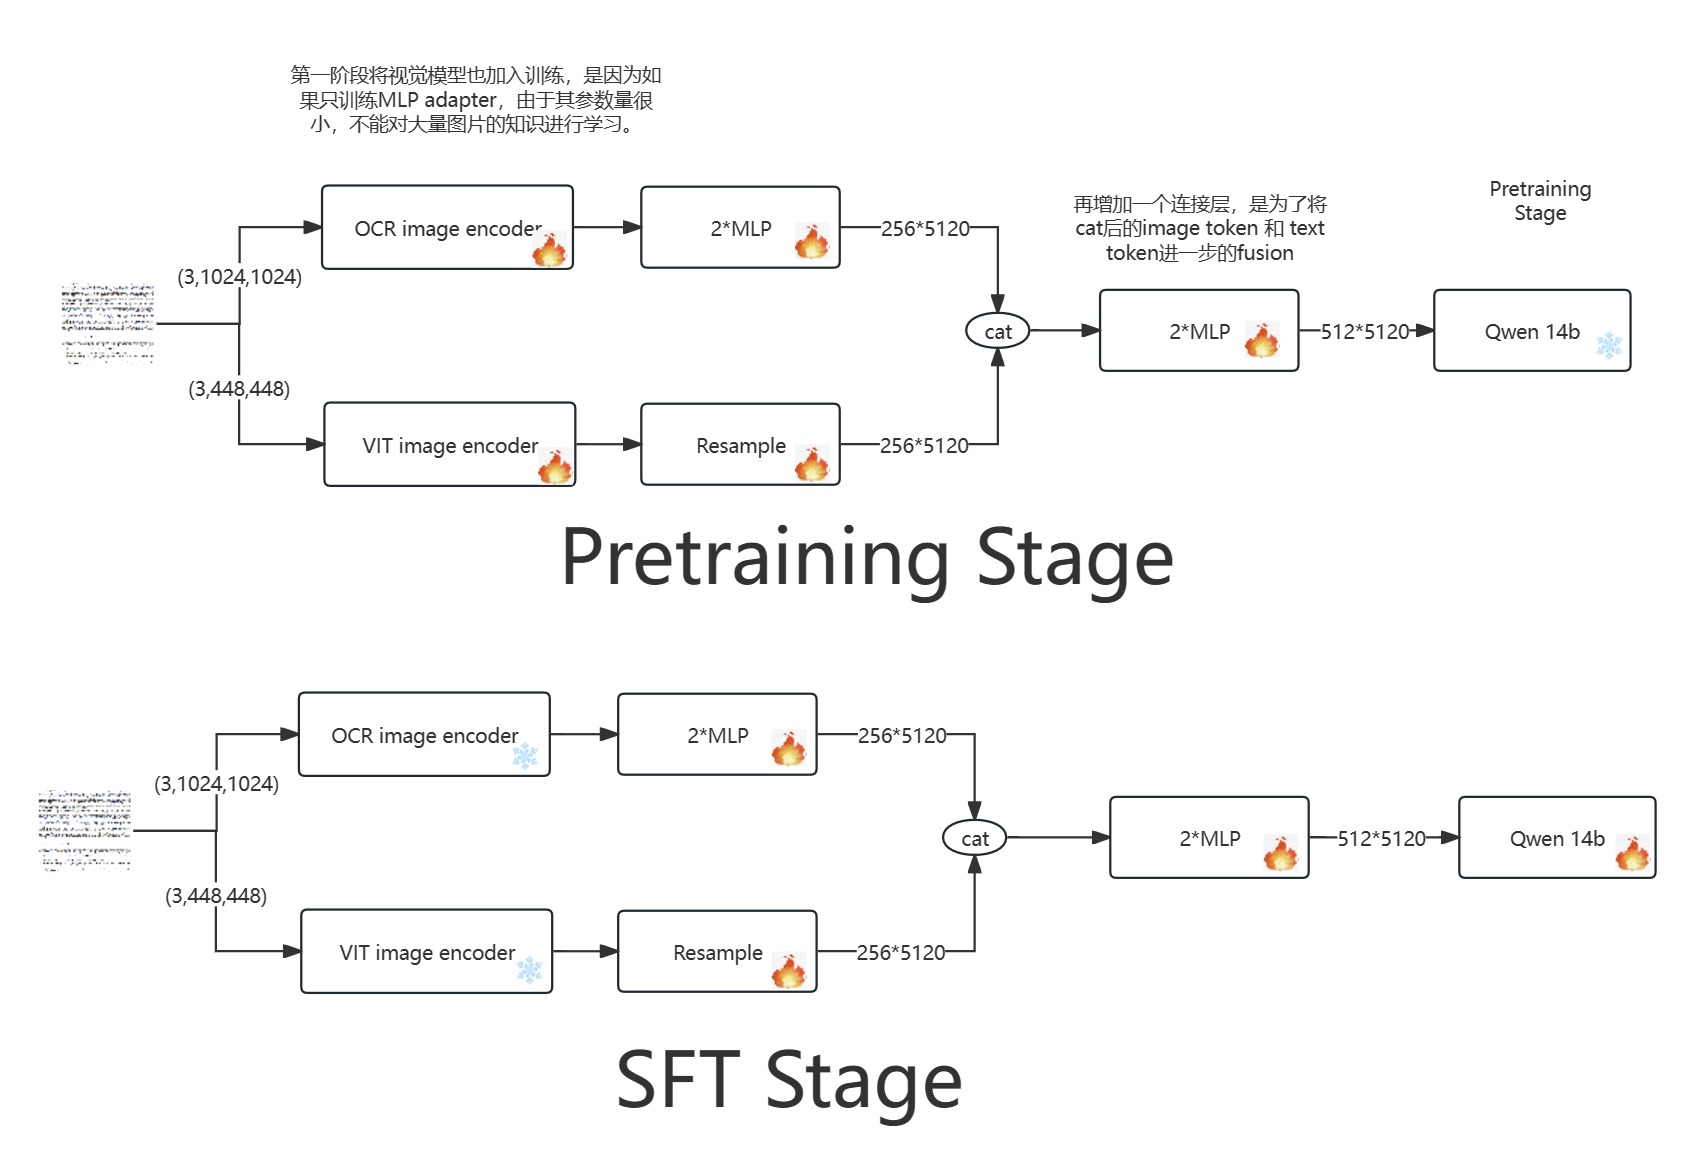 第一阶段将视觉模型也加入训练，是因为如
果只训练MLP adapter，由于其参数量很
小，不能对大量图片的知识进行学习。
OCR image encoder
2*MLP
256*5120
(3,1024,1024)
再增加一个连接层，是为了将
cat后的image token 和 text
token进一步的fusion
Pretraining
Stage
cat
2*MLP
512*5120
Qwen 14b
(3,448,448)
VIT image encoder
Resample
256*5120
Pretraining Stage
OCR image encoder
2*MLP
256*5120
(3,1024,1024)
cat
2*MLP
512*5120
Qwen 14b
(3,448,448)
VIT image encoder
Resample
256*5120
SFT Stage